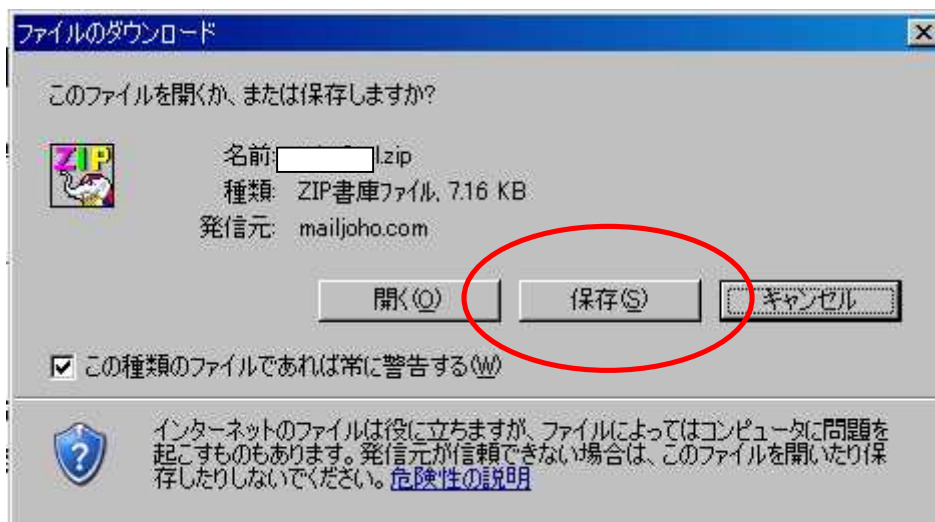 ファイルのダウンロード
このファイルを開くか、または保存しますか?
ZIP
名前: l.zip
種類: ZIP書庫ファイル, 7.16 KB
発信元: mailjoho.com
開く(O) 保存(S) キャンセル
この種類のファイルであれば常に警告する(W)
インターネットのファイルは役に立ちますが、ファイルによってはコンピュータに問題を
起こすものもあります。発信元が信頼できない場合は、このファイルを開いたり保
存したりしないでください。危険性の説明